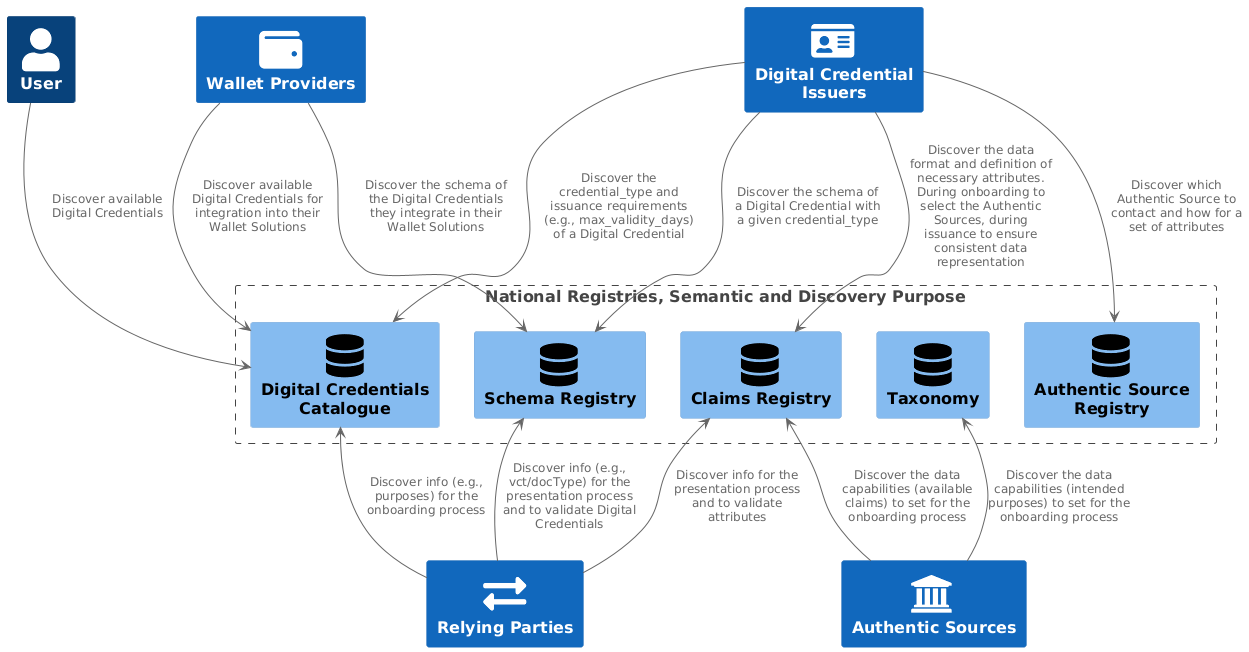 User
Wallet Providers
Digital Credential
Issuers
Discover available
Digital Credentials
Discover available
Digital Credentials for
integration into their
Wallet Solutions
Discover the schema of
the Digital Credentials
they integrate in their
Wallet Solutions
Discover the
credential_type and
issuance requirements
(e.g., max_validity_days)
of a Digital Credential
Discover the schema of
a Digital Credential with
a given credential_type
Discover the data
format and definition of
necessary attributes.
During onboarding to
select the Authentic
Sources, during
issuance to ensure
consistent data
representation
Discover which
Authentic Source to
contact and how for a
set of attributes
National Registries, Semantic and Discovery Purpose
Digital Credentials
Catalogue
Schema Registry
Claims Registry
Taxonomy
Authentic Source
Registry
Discover info (e.g.,
purposes) for the
onboarding process
Discover info (e.g.,
vct/docType) for the
presentation process
and to validate Digital
Credentials
Discover info for the
presentation process
and to validate
attributes
Discover the data
capabilities (available
claims) to set for the
onboarding process
Discover the data
capabilities (intended
purposes) to set for the
onboarding process
Relying Parties
Authentic Sources